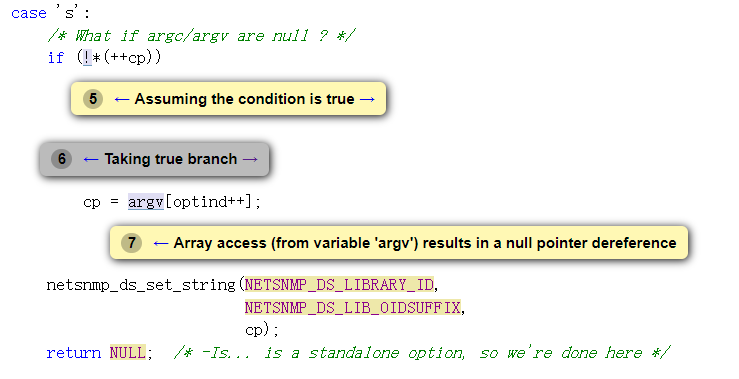 case 's':
/* What if argc/argv are null ? */
if (!*(++cp))
5 ← Assuming the condition is true →
6 ← Taking true branch →
cp = argv[optind++];
7 ← Array access (from variable 'argv') results in a null pointer dereference
netsnmp_ds_set_string(NETSNMP_DS_LIBRARY_ID,
NETSNMP_DS_LIB_OIDSUFFIX,
cp);
return NULL;  /* -Is... is a standalone option, so we're done here */